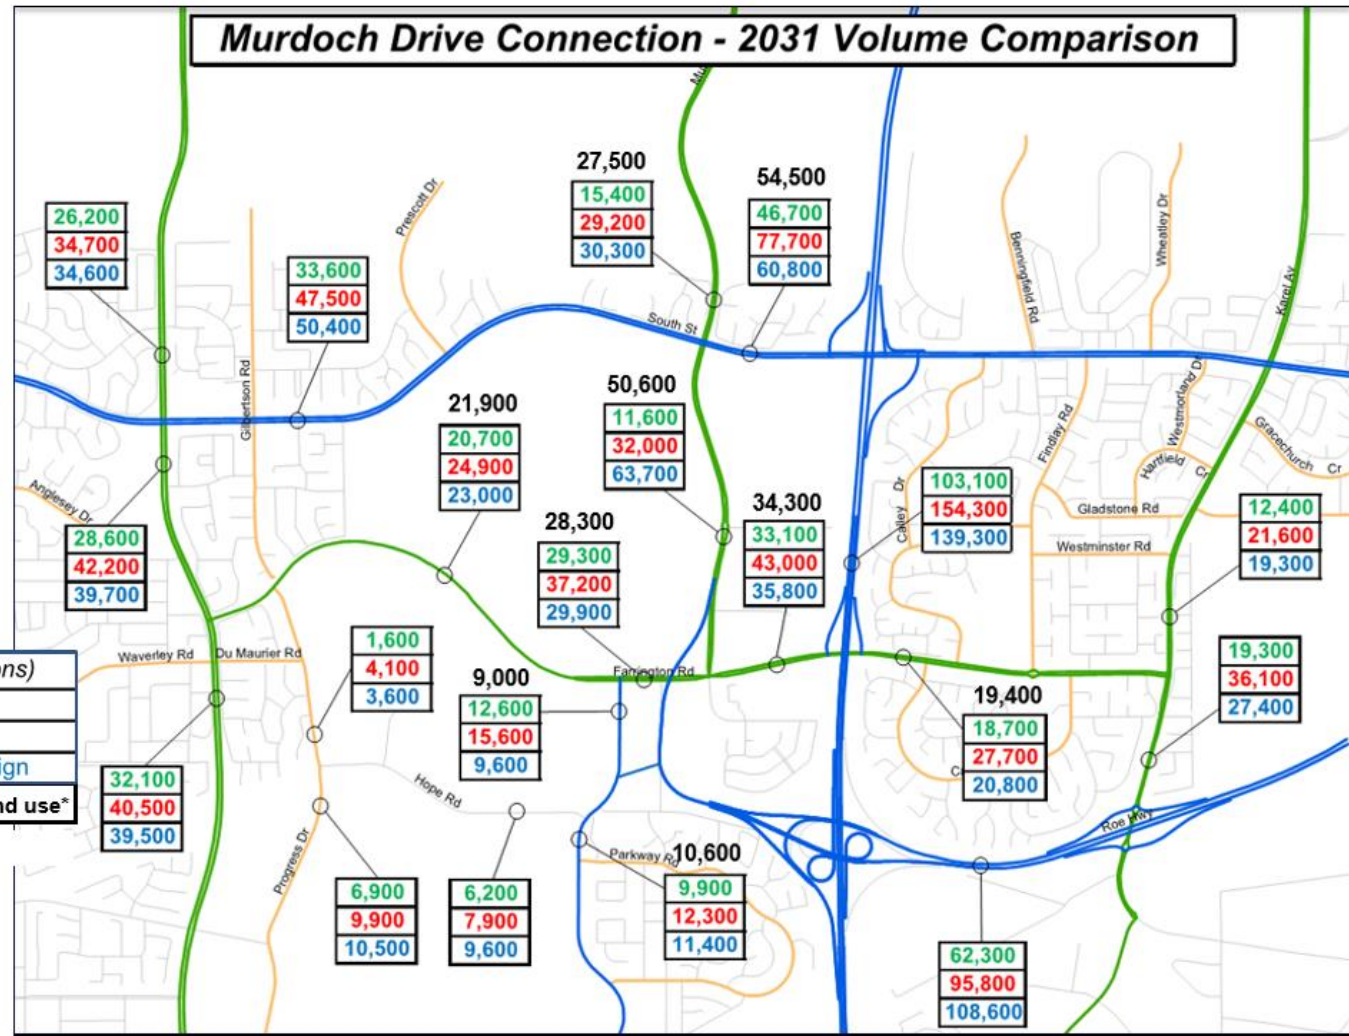 Murdoch Drive Connection - 2031 Volume Comparison
Mu
27,500
15,400
29,200
30,300
54,500
46,700
77,700
60,800
26,200
34,700
34,600
33,600
47,500
50,400
Prescott Dr
Gilbertson Rd
South St
Benningfield Rd
Wheatley Dr
Karel Av
21,900
20,700
24,900
23,000
50,600
11,600
32,000
63,700
Findlay Rd
Westmorland Dr
Hartfield Cr
Gracechurch Cr
Anglesey Dr
28,600
42,200
39,700
28,300
29,300
37,200
29,900
34,300
33,100
43,000
35,800
Calley Dr
103,100
154,300
139,300
Gladstone Rd
Westminster Rd
12,400
21,600
19,300
Waverley Rd
Du Maurier Rd
1,600
4,100
3,600
Farrington Rd
9,000
12,600
15,600
9,600
19,400
18,700
27,700
20,800
C
19,300
36,100
27,400
ns)
ign
nd use*
32,100
40,500
39,500
Hope Rd
Progress Dr
Roe Hwy
6,900
9,900
10,500
6,200
7,900
9,600
Parkway Rd
10,600
9,900
12,300
11,400
62,300
95,800
108,600